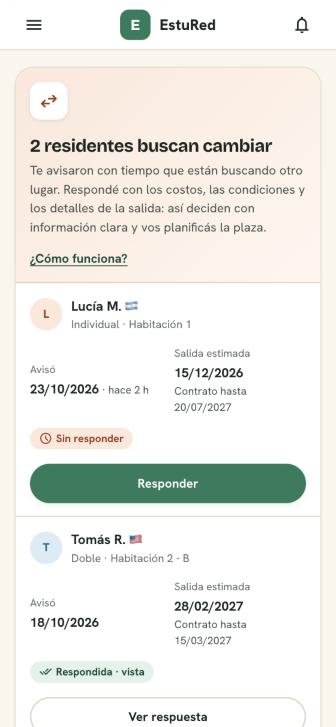 E EstuRed
2 residentes buscan cambiar
Te avisaron con tiempo que están buscando otro
lugar. Respondé con los costos, las condiciones y
los detalles de la salida: así deciden con
información clara y vos planificás la plaza.
¿Cómo funciona?
L
Lucía M.
Individual · Habitación 1
Avisó
23/10/2026 · hace 2 h
Salida estimada
15/12/2026
Contrato hasta
20/07/2027
Sin responder
Responder
T
Tomás R.
Doble · Habitación 2 - B
Avisó
18/10/2026
Salida estimada
28/02/2027
Contrato hasta
15/03/2027
Respondida · vista
Ver respuesta